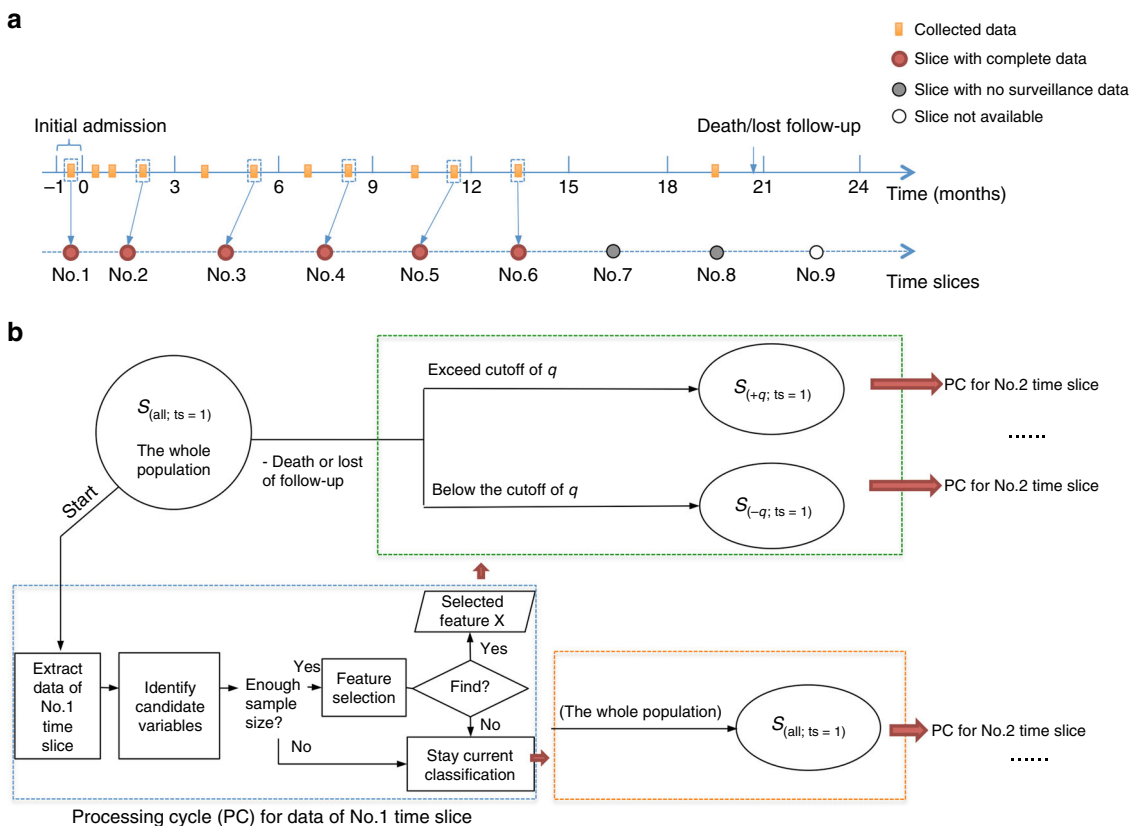 a
Collected data
Slice with complete data
Slice with no surveillance data
Slice not available
Initial admission
Death/lost follow-up
–1 0 3 6 9 12 15 18 21 24
Time (months)
No.1 No.2 No.3 No.4 No.5 No.6 No.7 No.8 No.9
Time slices
b
S(all; ts = 1)
The whole
population
Start
- Death or lost
of follow-up
Exceed cutoff of q
S(+q; ts = 1)
PC for No.2 time slice
......
Below the cutoff of q
S(–q; ts = 1)
PC for No.2 time slice
Extract
data of
No.1
time
slice
Identify
candidate
variables
Enough
sample
size?
Yes
No
Feature
selection
Find?
Yes
No
Selected
feature X
Stay current
classification
(The whole population)
S(all; ts = 1)
PC for No.2 time slice
......
Processing cycle (PC) for data of No.1 time slice